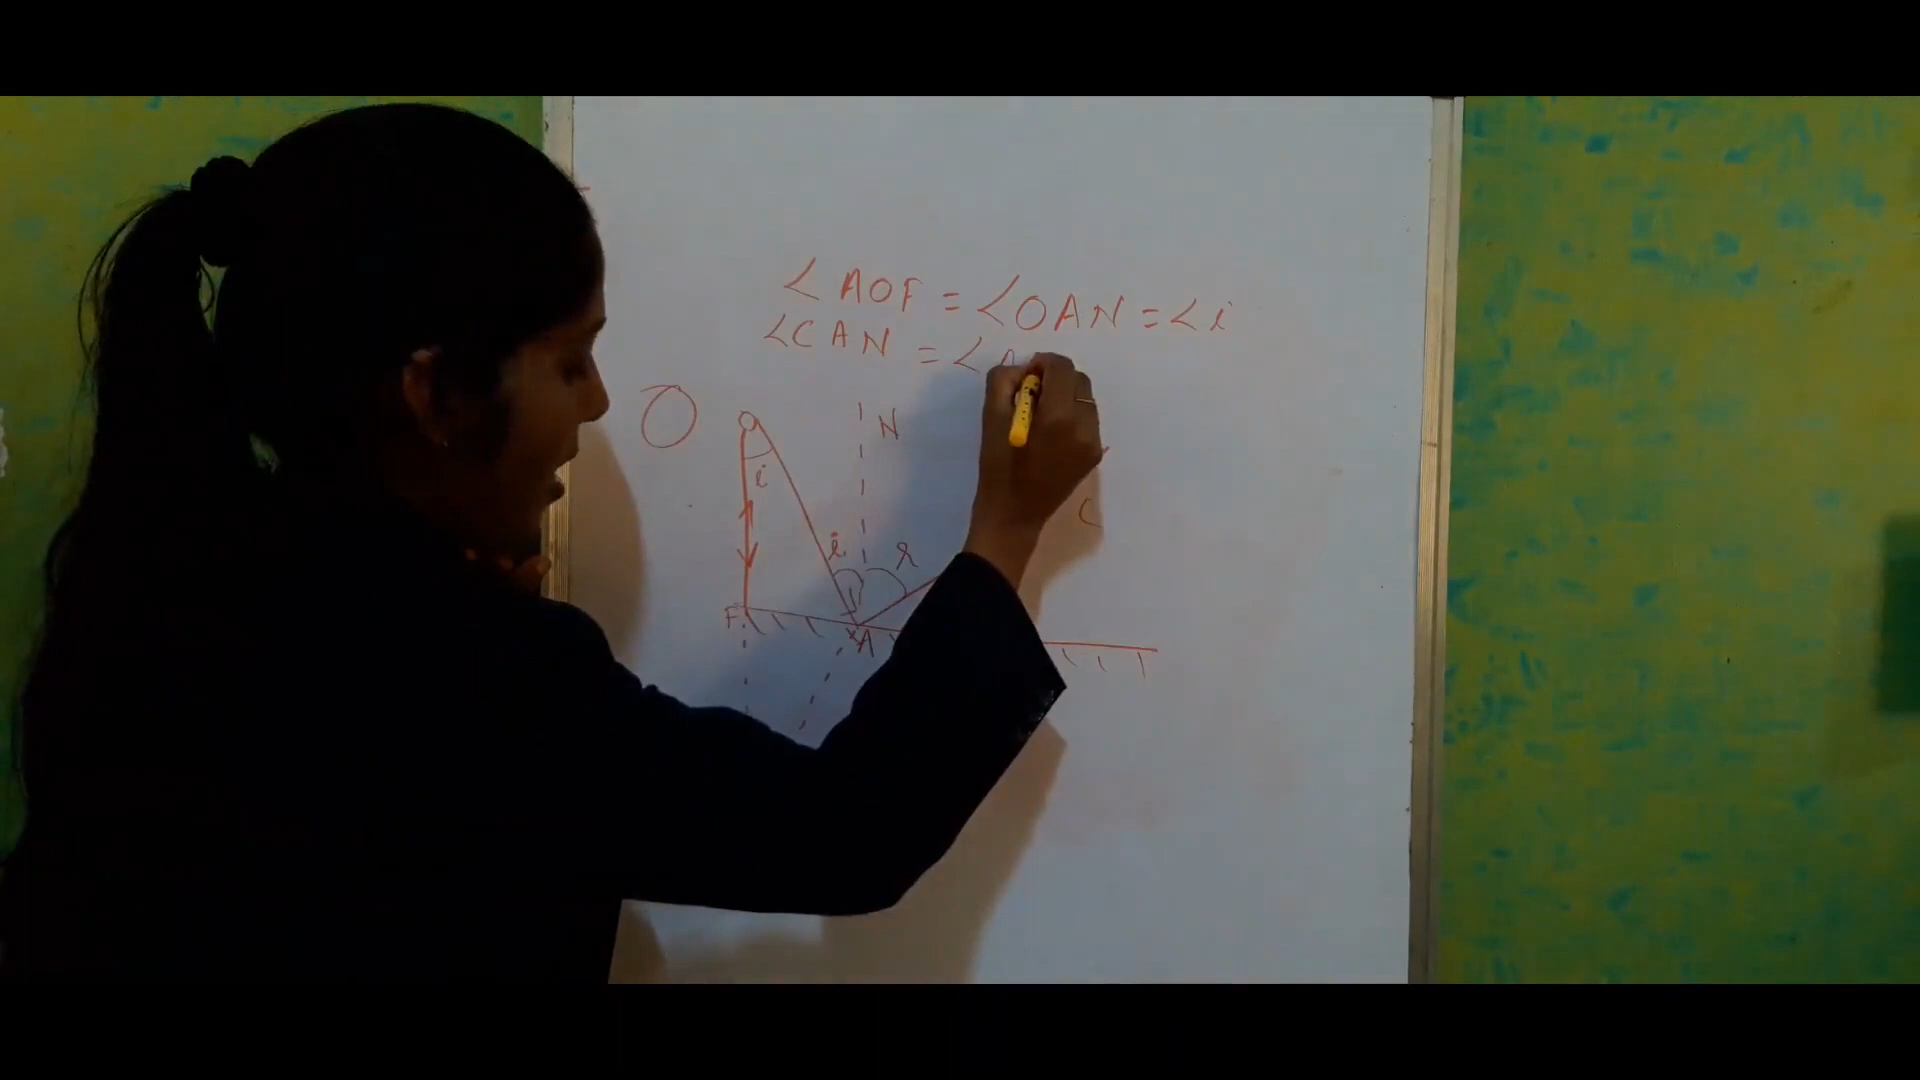 ∠AOF = ∠OAN = ∠i
∠CAN = ∠
O
N
i
C
i
r
F
A